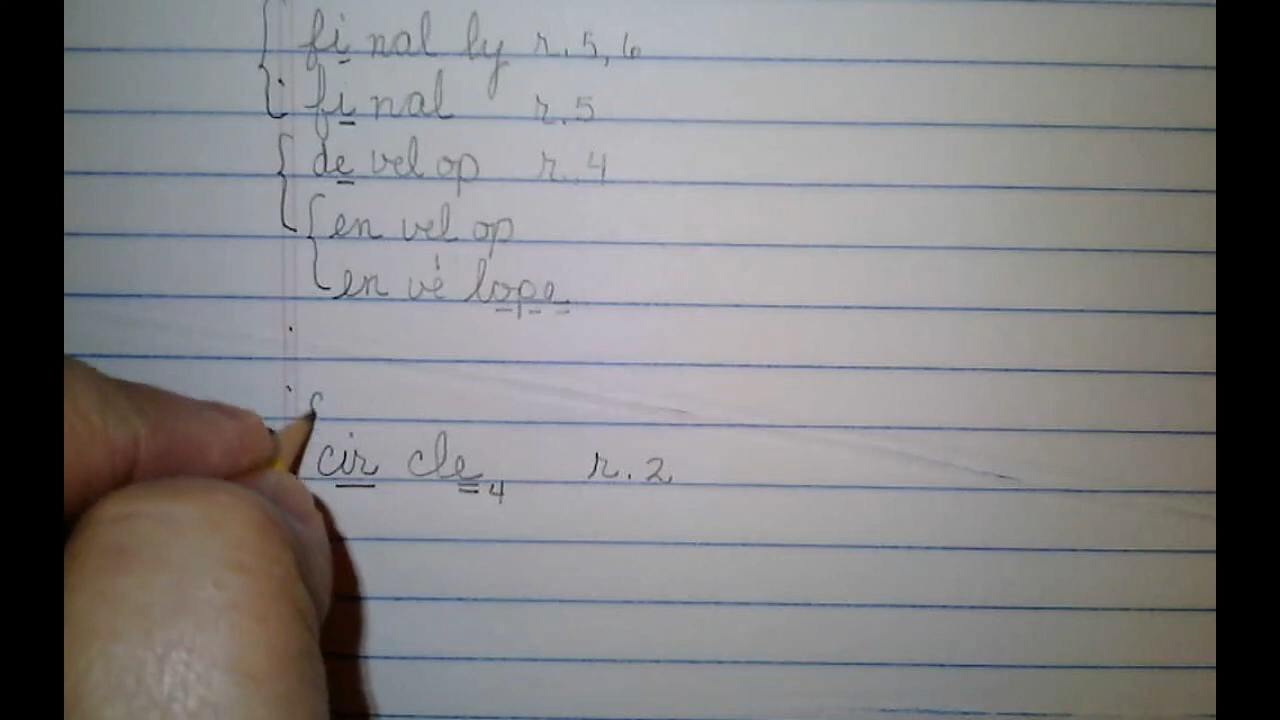 fi nal ly r. 5, 6
fi nal r. 5
de vel op r. 4
en vel op
en ve lope
cir cle 4 r. 2